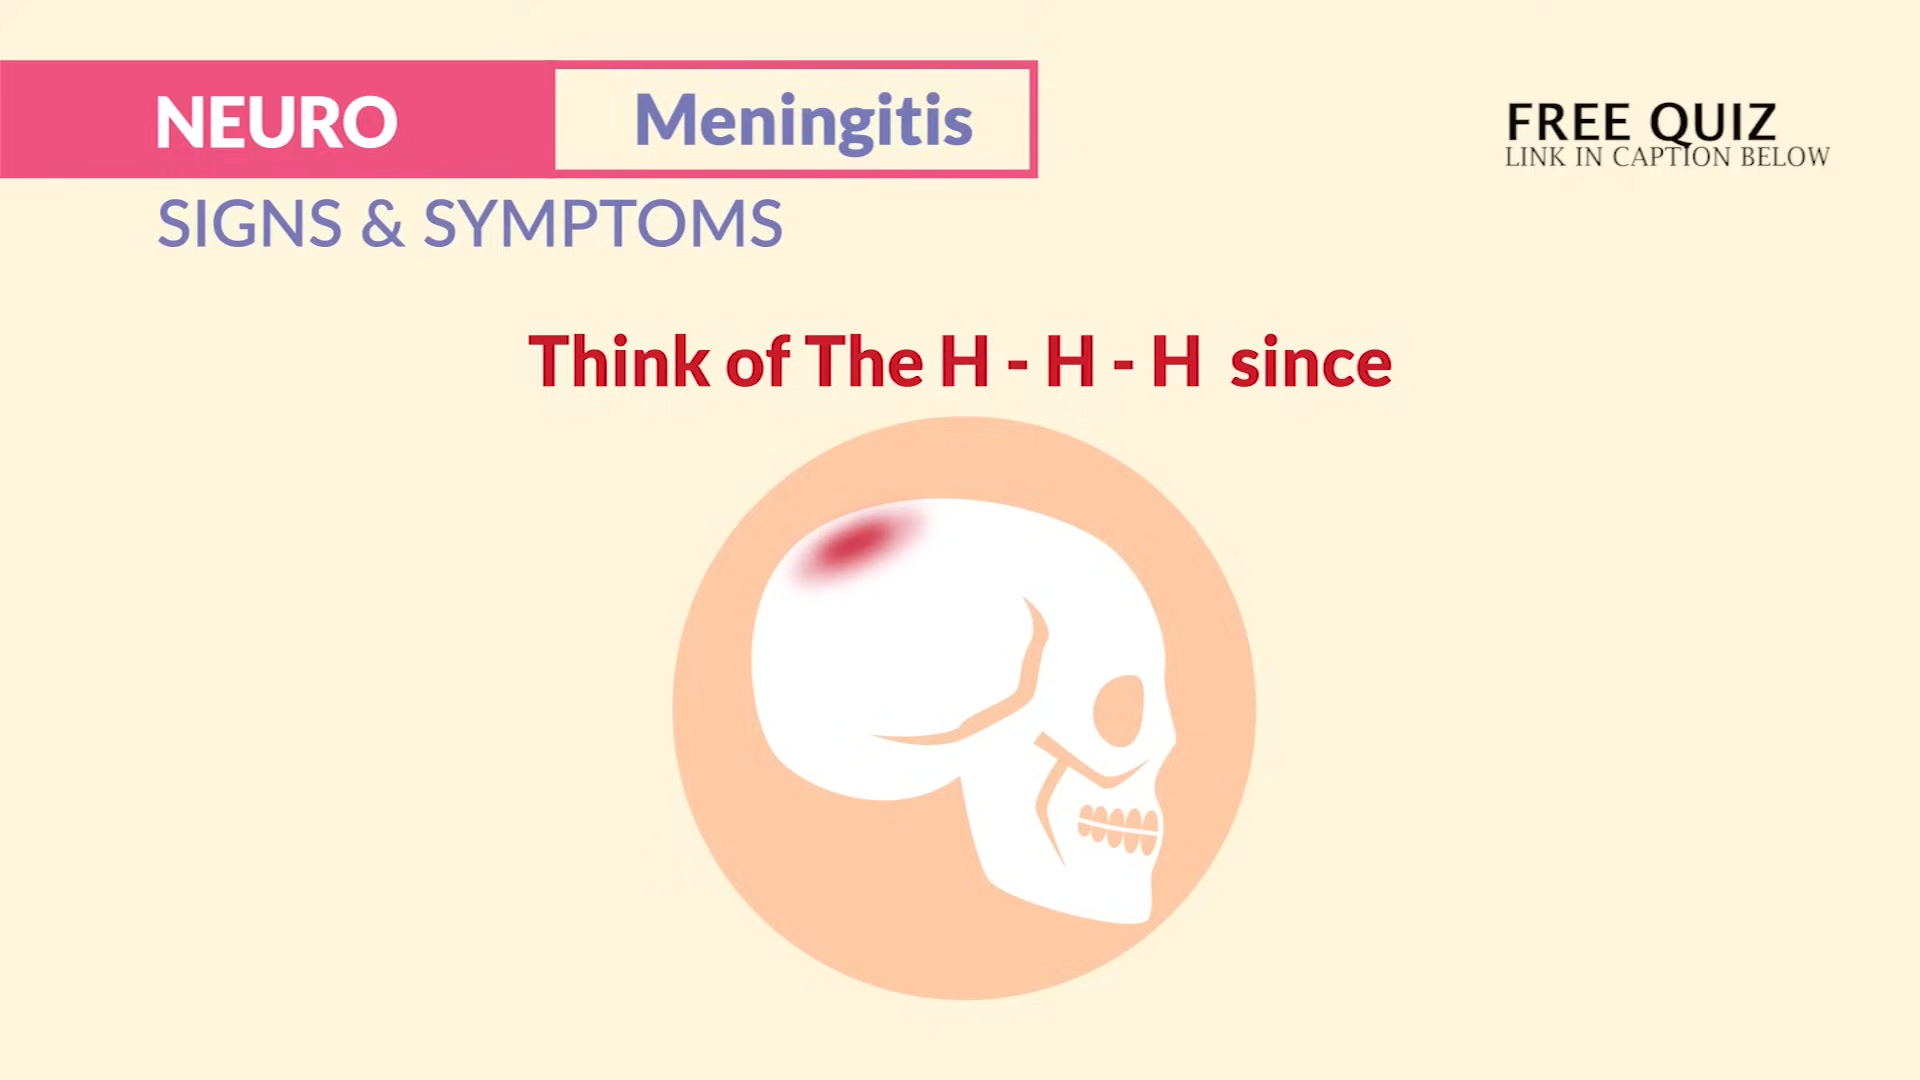 NEURO
Meningitis
SIGNS & SYMPTOMS
FREE QUIZ
LINK IN CAPTION BELOW
Think of The H - H - H since